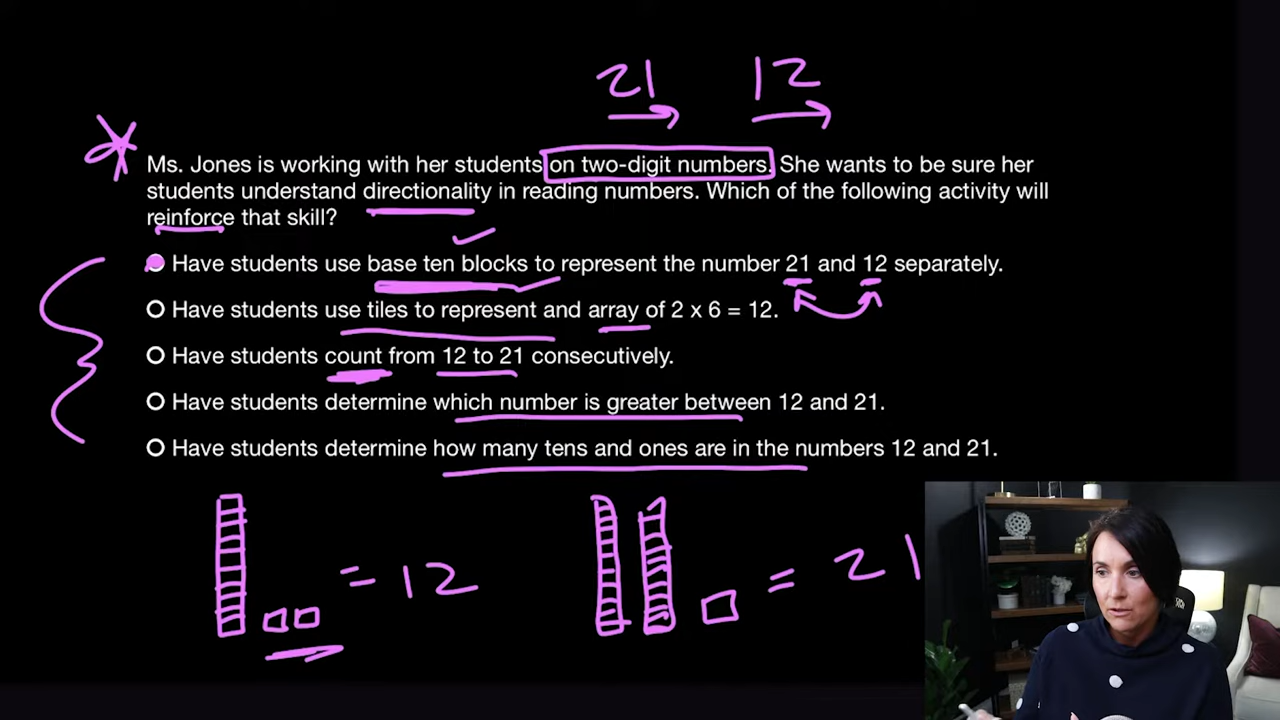 21 12
Ms. Jones is working with her students on two-digit numbers. She wants to be sure her
students understand directionality in reading numbers. Which of the following activity will
reinforce that skill?
Have students use base ten blocks to represent the number 21 and 12 separately.
Have students use tiles to represent and array of 2 x 6 = 12.
Have students count from 12 to 21 consecutively.
Have students determine which number is greater between 12 and 21.
Have students determine how many tens and ones are in the numbers 12 and 21.
= 12 = 21